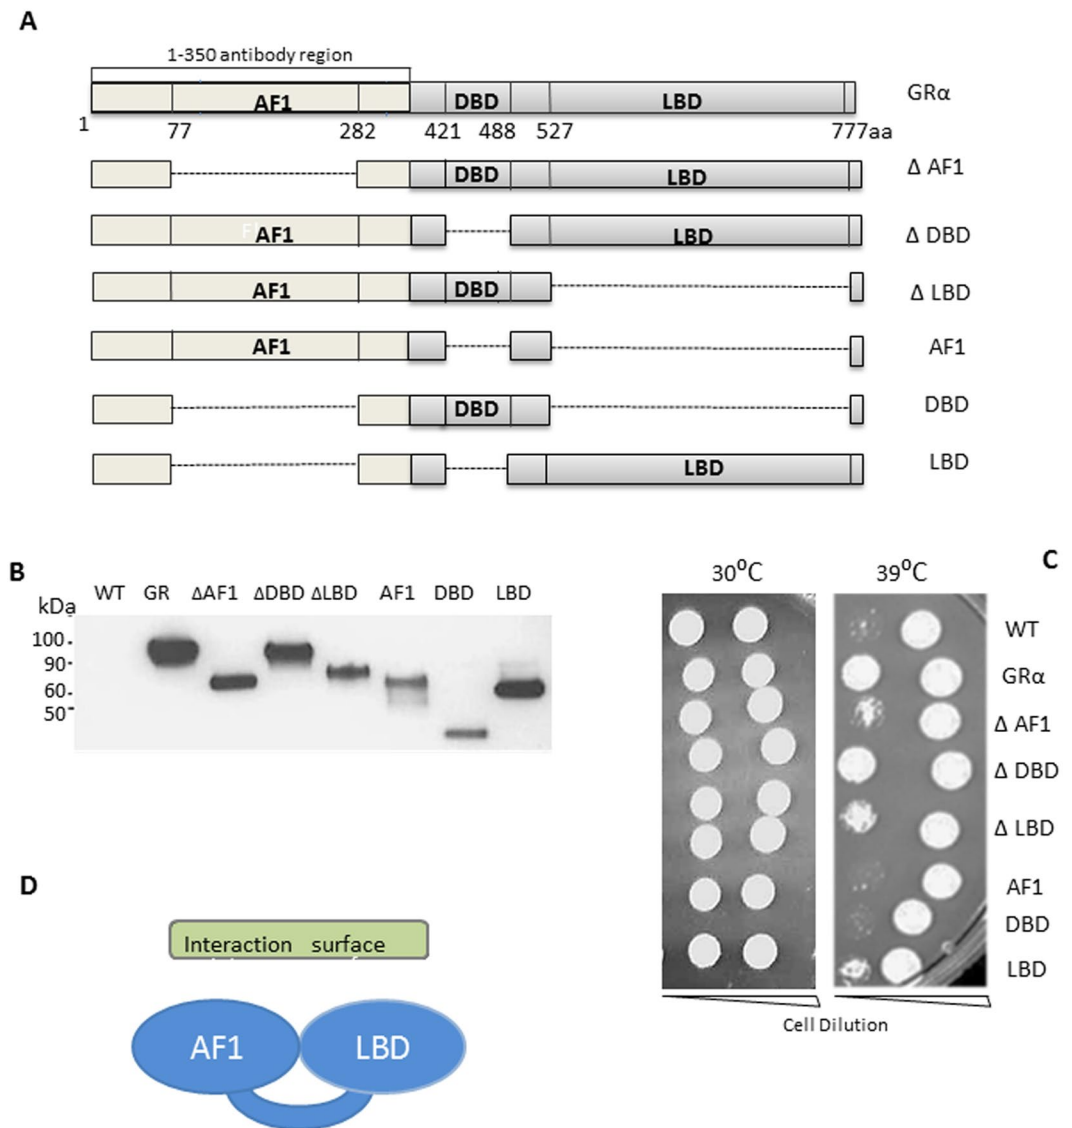 A
1-350 antibody region
AF1 DBD LBD GRα
1 77 282 421 488 527 777aa
DBD LBD Δ AF1
AF1 LBD Δ DBD
AF1 DBD Δ LBD
AF1 AF1
DBD DBD
LBD LBD
B
WT GR ΔAF1 ΔDBD ΔLBD AF1 DBD LBD
kDa
100
90
60
50
C
30⁰C 39⁰C
WT
GRα
Δ AF1
Δ DBD
Δ LBD
AF1
DBD
LBD
Cell Dilution
D
Interaction surface
AF1 LBD